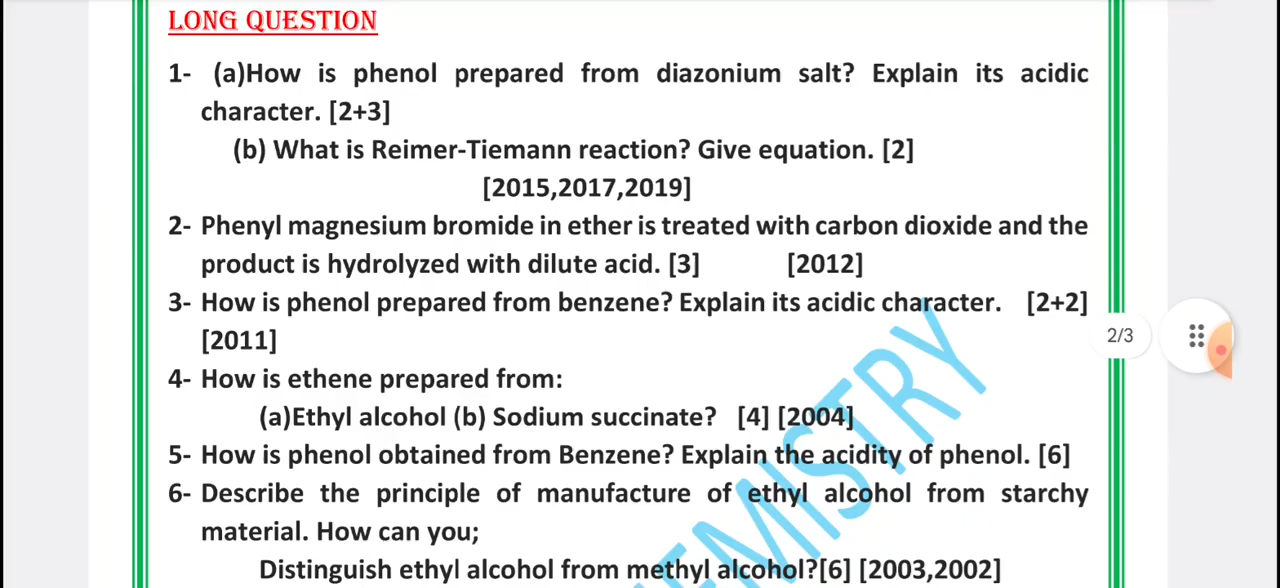 LONG QUESTION
1- (a)How is phenol prepared from diazonium salt? Explain its acidic
character. [2+3]
(b) What is Reimer-Tiemann reaction? Give equation. [2]
[2015,2017,2019]
2- Phenyl magnesium bromide in ether is treated with carbon dioxide and the
product is hydrolyzed with dilute acid. [3] [2012]
3- How is phenol prepared from benzene? Explain its acidic character. [2+2]
[2011]
2/3
4- How is ethene prepared from:
(a)Ethyl alcohol (b) Sodium succinate? [4] [2004]
5- How is phenol obtained from Benzene? Explain the acidity of phenol. [6]
6- Describe the principle of manufacture of ethyl alcohol from starchy
material. How can you;
Distinguish ethyl alcohol from methyl alcohol?[6] [2003,2002]